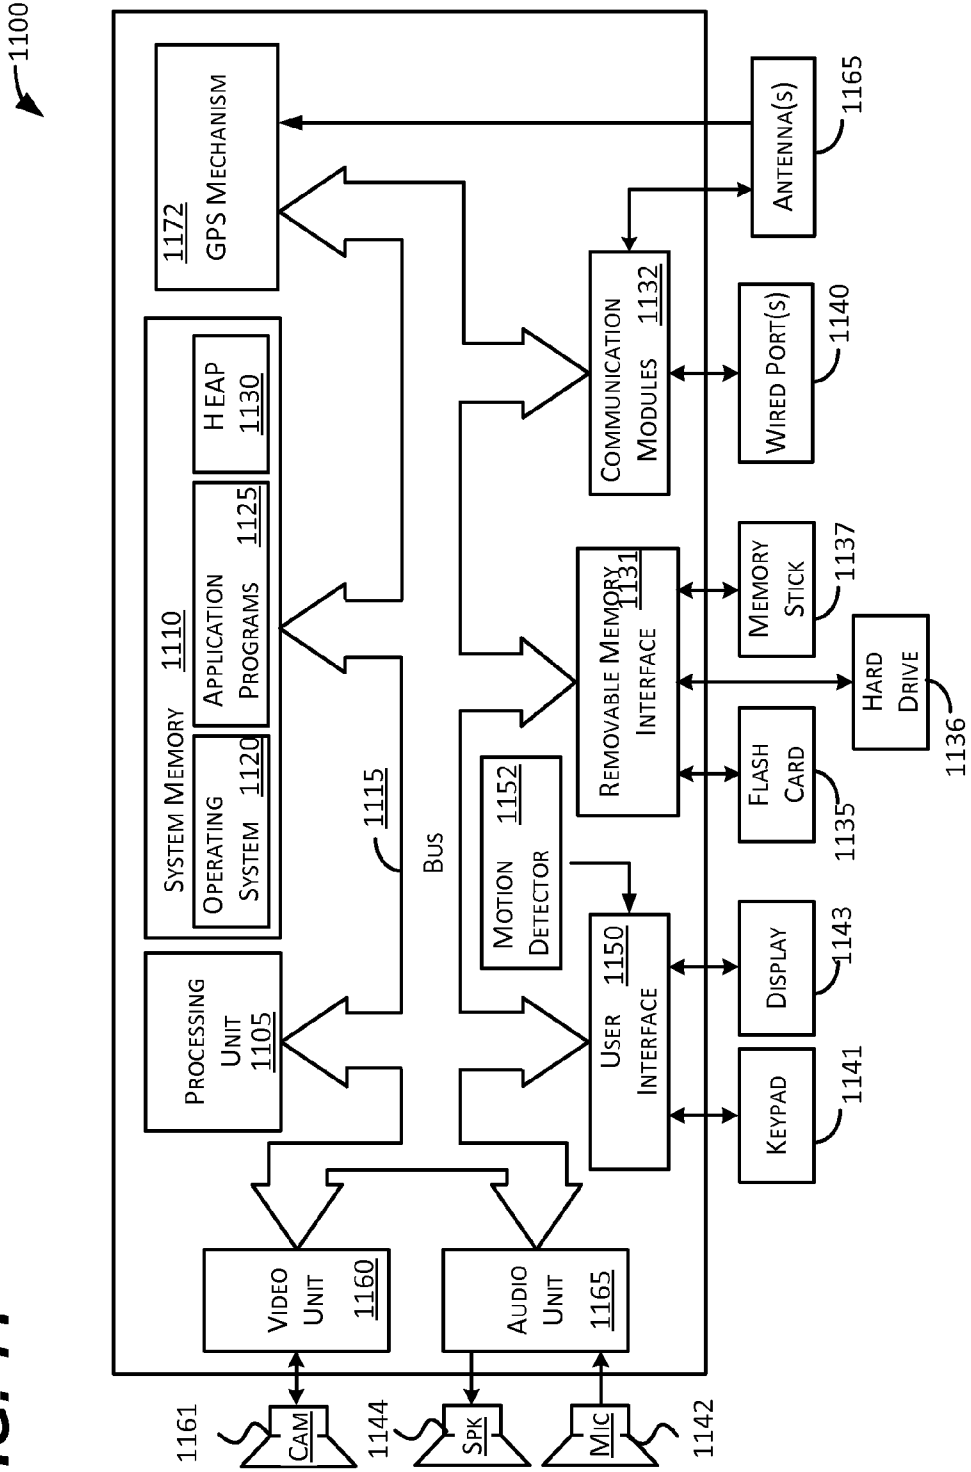 1100
PROCESSING
UNIT
1105
SYSTEM MEMORY 1110
OPERATING
SYSTEM 1120
APPLICATION
PROGRAMS 1125
HEAP
1130
1172
GPS MECHANISM
1115
BUS
1161
CAM
VIDEO
UNIT
1160
1144
SPK
AUDIO
UNIT
1165
MIC
1142
MOTION 1152
DETECTOR
USER 1150
INTERFACE
REMOVABLE MEMORY
1131
INTERFACE
COMMUNICATION
MODULES 1132
KEYPAD
1141
DISPLAY
1143
FLASH
CARD
1135
HARD
DRIVE
1136
MEMORY
STICK
1137
WIRED PORT(S)
1140
ANTENNA(S)
1165